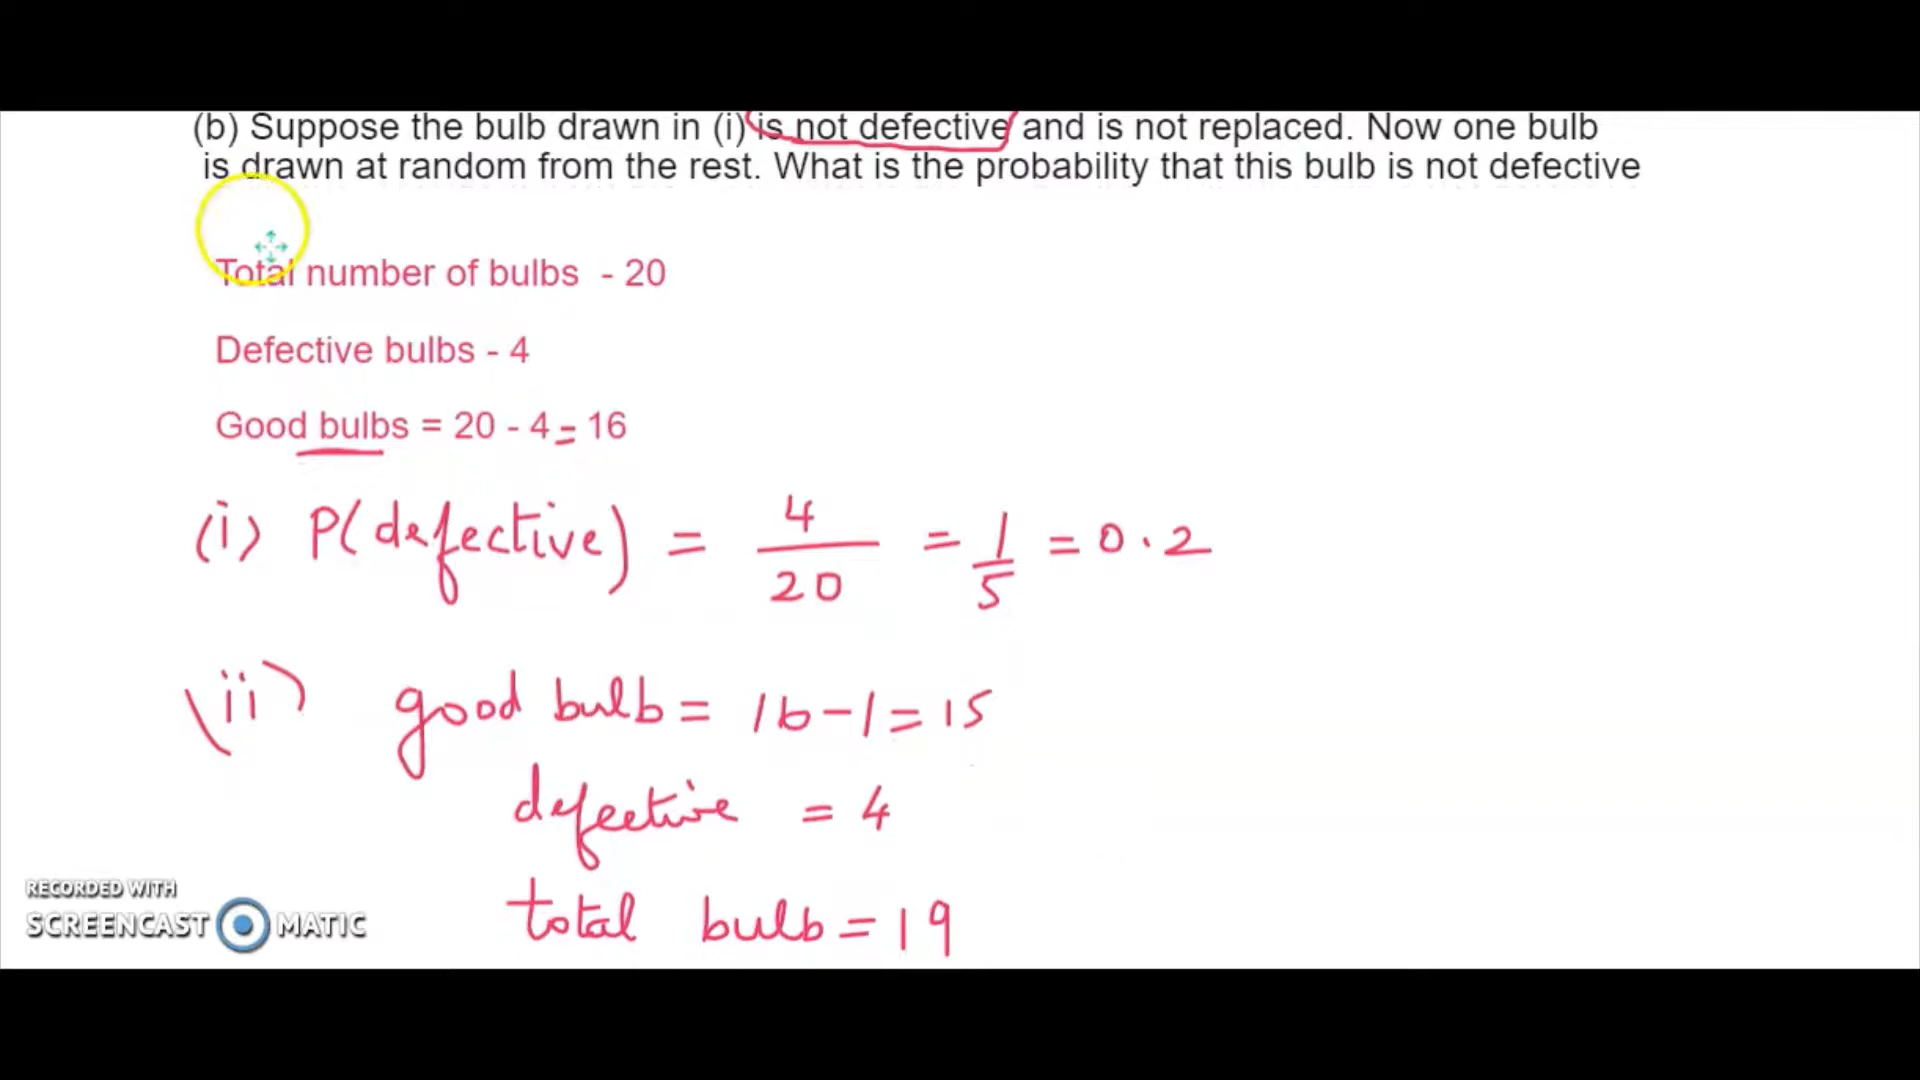 (b) Suppose the bulb drawn in (i) is not defective and is not replaced. Now one bulb
is drawn at random from the rest. What is the probability that this bulb is not defective
Total number of bulbs - 20
Defective bulbs - 4
Good bulbs = 20 - 4 = 16
(i) P(defective) = 4/20 = 1/5 = 0.2
(ii) good bulb = 16-1=15
defective = 4
total bulb = 19
RECORDED WITH
SCREENCAST MATIC